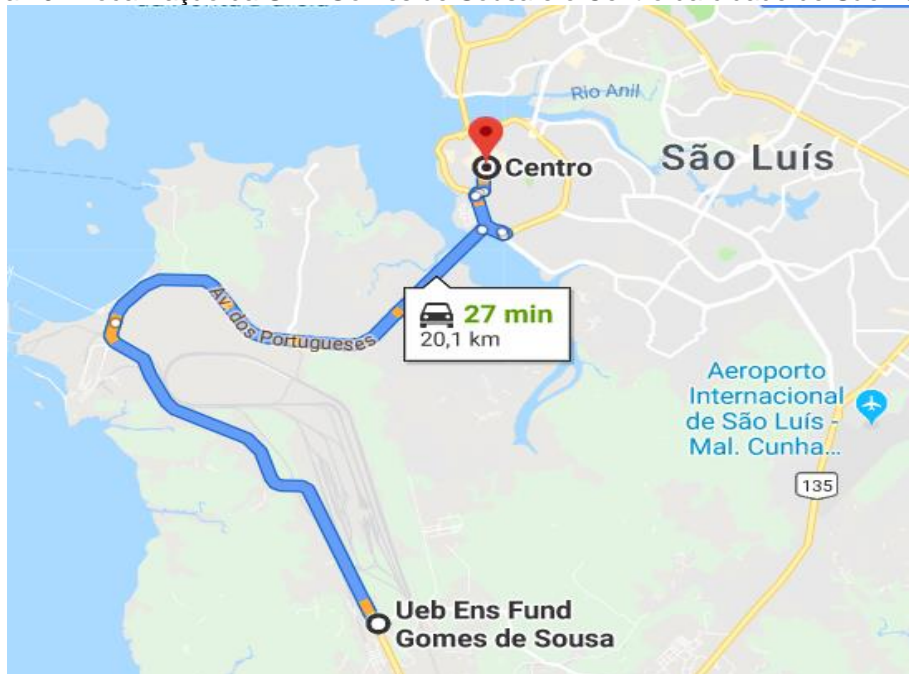 Rio Anil
São Luís
Centro
Av. dos Portugueses
27 min
20,1 km
Aeroporto
Internacional
de São Luís -
Mal. Cunha...
135
Ueb Ens Fund
Gomes de Sousa